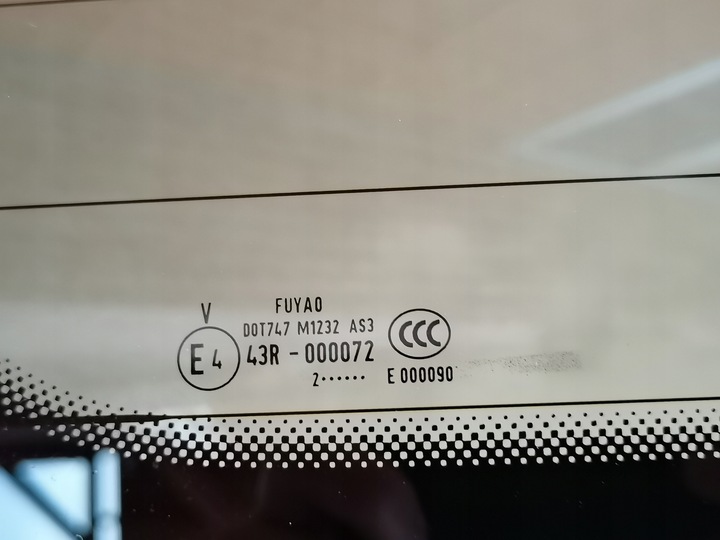 V
FUYAO
DOT747 M1232 AS3
E4
43R - 000072
CCC
2······
E 000090